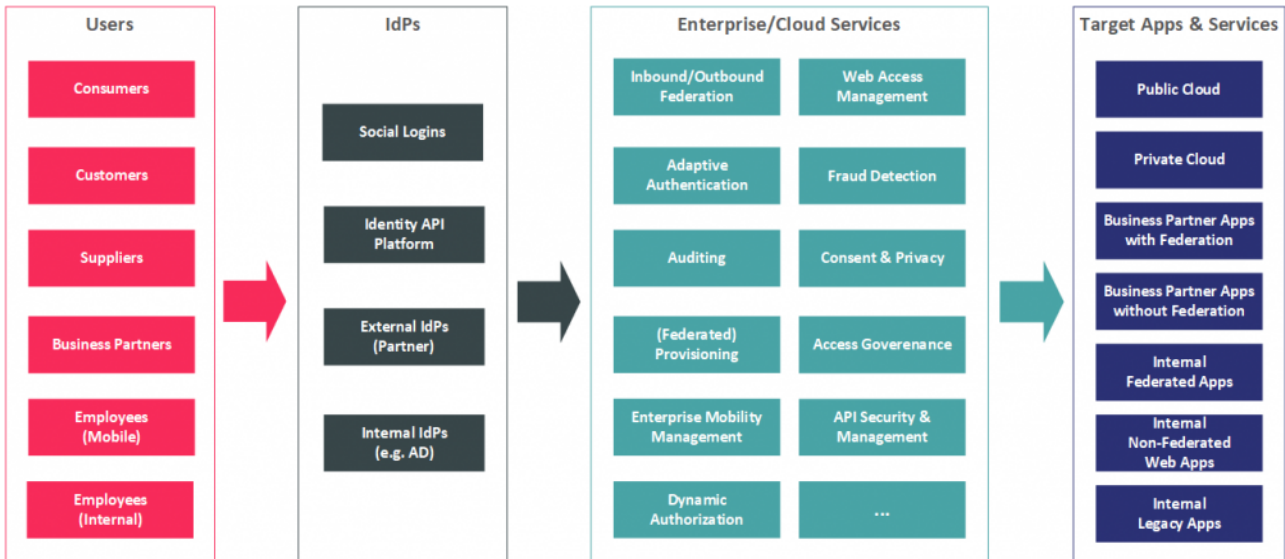 Users
Consumers
Customers
Suppliers
Business Partners
Employees
(Mobile)
Employees
(Internal)
IdPs
Social Logins
Identity API
Platform
External IdPs
(Partner)
Internal IdPs
(e.g. AD)
Enterprise/Cloud Services
Inbound/Outbound
Federation
Web Access
Management
Adaptive
Authentication
Fraud Detection
Auditing
Consent & Privacy
(Federated)
Provisioning
Access Goverenance
Enterprise Mobility
Management
API Security &
Management
Dynamic
Authorization
...
Target Apps & Services
Public Cloud
Private Cloud
Business Partner Apps
with Federation
Business Partner Apps
without Federation
Internal
Federated Apps
Internal
Non-Federated
Web Apps
Internal
Legacy Apps